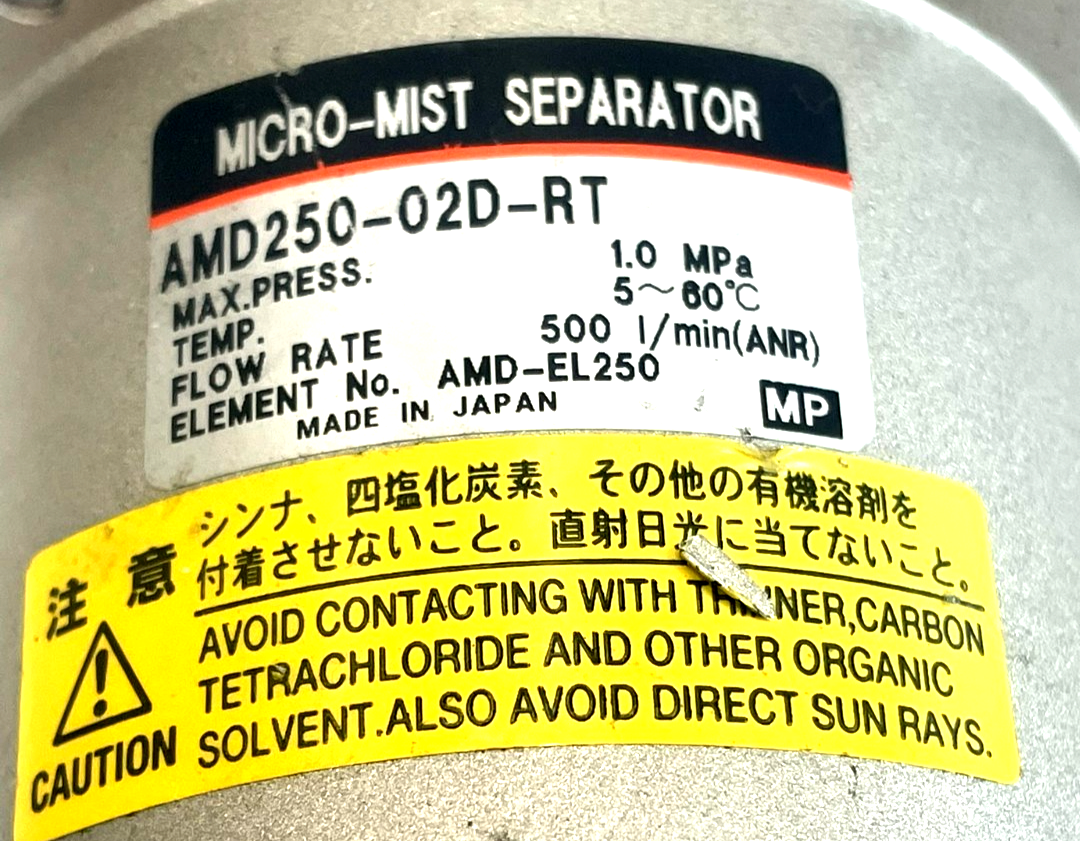 MICRO-MIST SEPARATOR
AMD250-02D-RT
MAX.PRESS. 1.0 MPa
TEMP. 5～60℃
FLOW RATE 500 l/min(ANR)
ELEMENT No. AMD-EL250
MADE IN JAPAN
MP
注意
シンナ、四塩化炭素、その他の有機溶剤を
付着させないこと。直射日光に当てないこと。
CAUTION
AVOID CONTACTING WITH THINNER,CARBON
TETRACHLORIDE AND OTHER ORGANIC
SOLVENT.ALSO AVOID DIRECT SUN RAYS.